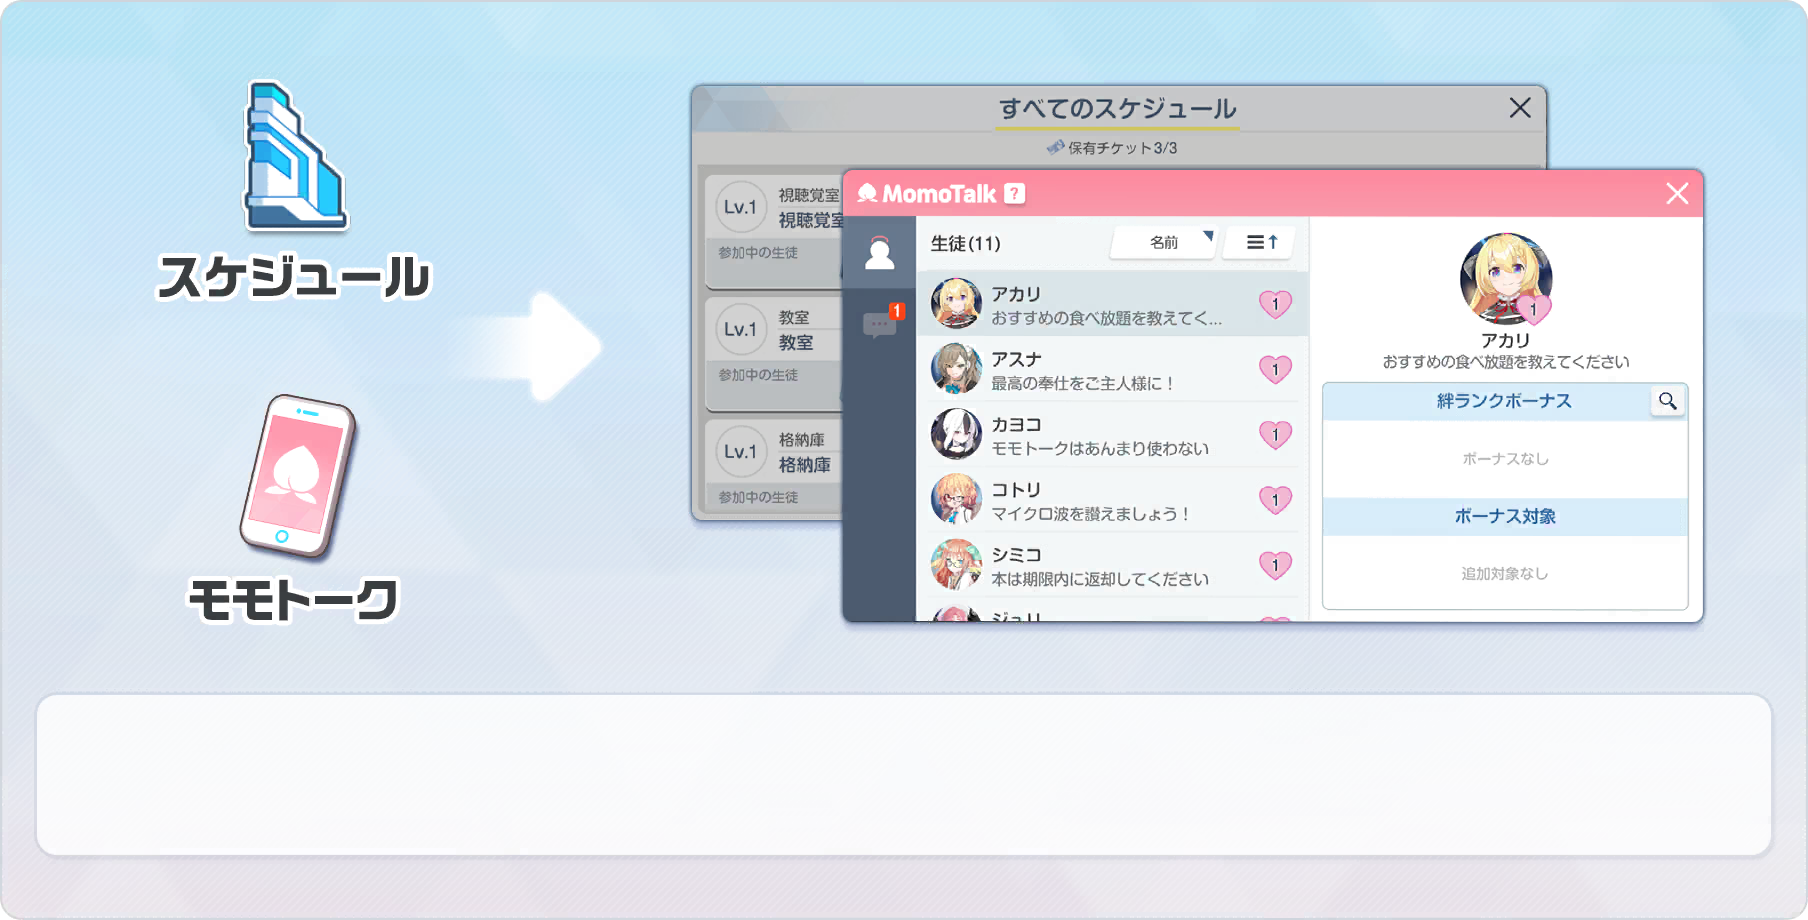 スケジュール
モモトーク
すべてのスケジュール
保有チケット3/3
Lv.1
視聴覚室
視聴覚室
参加中の生徒
Lv.1
教室
教室
参加中の生徒
Lv.1
格納庫
格納庫
参加中の生徒
MomoTalk ?
1
生徒(11)
名前
アカリ
おすすめの食べ放題を教えてく...
1
アスナ
最高の奉仕をご主人様に！
1
カヨコ
モモトークはあんまり使わない
1
コトリ
マイクロ波を讃えましょう！
1
シミコ
本は期限内に返却してください
1
ジュリ
1
アカリ
おすすめの食べ放題を教えてください
絆ランクボーナス
ボーナスなし
ボーナス対象
追加対象なし